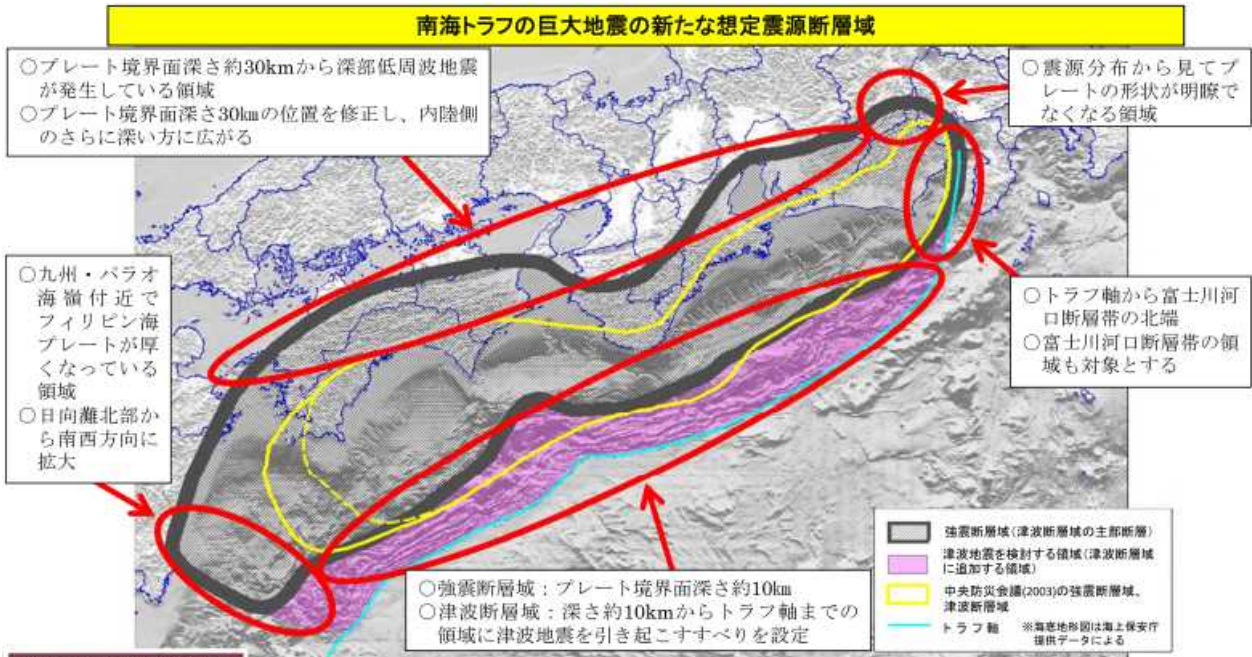 南海トラフの巨大地震の新たな想定震源断層域
○プレート境界面深さ約30kmから深部低周波地震
が発生している領域
○プレート境界面深さ30㎞の位置を修正し、内陸側
のさらに深い方に広がる
○震源分布から見てプ
レートの形状が明瞭で
なくなる領域
○九州・パラオ
海嶺付近で
フィリピン海
プレートが厚
くなっている
領域
○日向灘北部か
ら南西方向に
拡大
○トラフ軸から富士川河
口断層帯の北端
○富士川河口断層帯の領
域も対象とする
○強震断層域：プレート境界面深さ約10㎞
○津波断層域：深さ約10kmからトラフ軸までの
領域に津波地震を引き起こすすべりを設定
強震断層域(津波断層域の主部断層)
津波地震を検討する領域(津波断層域
に追加する領域)
中央防災会議(2003)の強震断層域、
津波断層域
トラフ軸 ※海底地形図は海上保安庁
提供データによる